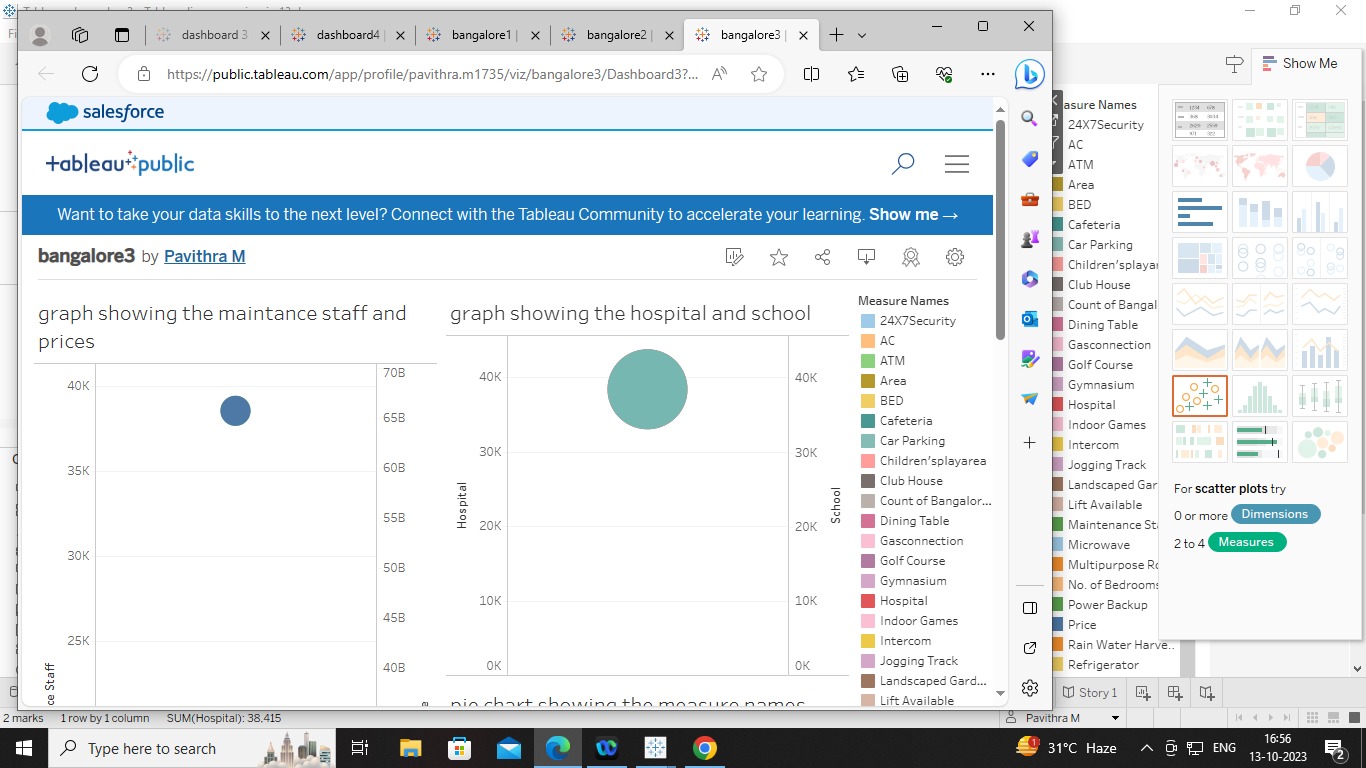 dashboard 3
dashboard4 |
bangalore1 |
bangalore2 |
bangalore3 |
https://public.tableau.com/app/profile/pavithra.m1735/viz/bangalore3/Dashboard3?...
salesforce
+ableau+public
Want to take your data skills to the next level? Connect with the Tableau Community to accelerate your learning. Show me →
bangalore3 by Pavithra M
graph showing the maintance staff and
prices
40K
35K
30K
25K
ce Staff
70B
65B
60B
55B
50B
45B
40B
graph showing the hospital and school
40K
30K
20K
10K
0K
Hospital
40K
30K
20K
10K
0K
School
pie chart showing the measure names
Measure Names
24X7Security
AC
ATM
Area
BED
Cafeteria
Car Parking
Children'splayarea
Club House
Count of Bangalor...
Dining Table
Gasconnection
Golf Course
Gymnasium
Hospital
Indoor Games
Intercom
Jogging Track
Landscaped Gard...
Lift Available
asure Names
24X7Security
AC
ATM
Area
BED
Cafeteria
Car Parking
Children'splayar
Club House
Count of Bangal
Dining Table
Gasconnection
Golf Course
Gymnasium
Hospital
Indoor Games
Intercom
Jogging Track
Landscaped Gar
Lift Available
Maintenance Sta
Microwave
Multipurpose Ro
No. of Bedrooms
Power Backup
Price
Rain Water Harve..
Refrigerator
Show Me
For scatter plots try
0 or more Dimensions
2 to 4 Measures
Story 1
2 marks 1 row by 1 column SUM(Hospital): 38,415
Pavithra M
Type here to search
31°C Haze
ENG
16:56
13-10-2023
2